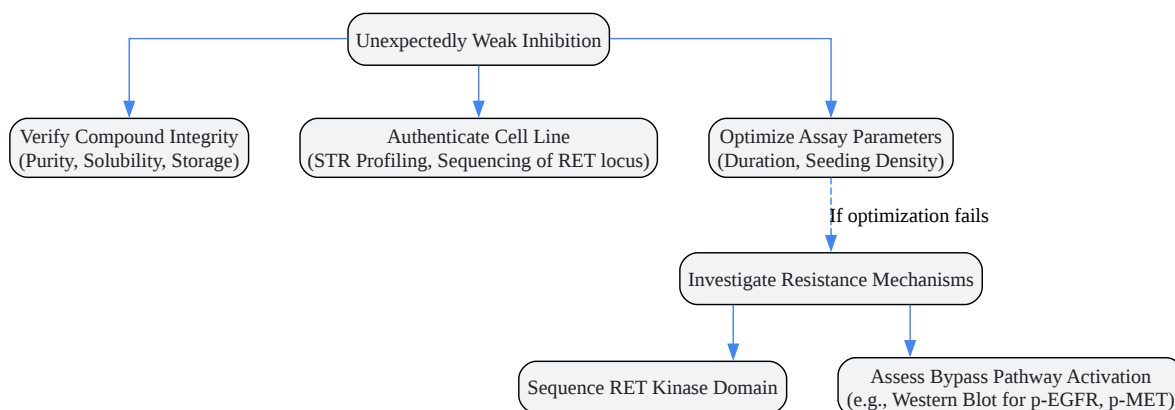 Unexpectedly Weak Inhibition
Verify Compound Integrity
(Purity, Solubility, Storage)
Authenticate Cell Line
(STR Profiling, Sequencing of RET locus)
Optimize Assay Parameters
(Duration, Seeding Density)
If optimization fails
Investigate Resistance Mechanisms
Sequence RET Kinase Domain
Assess Bypass Pathway Activation
(e.g., Western Blot for p-EGFR, p-MET)